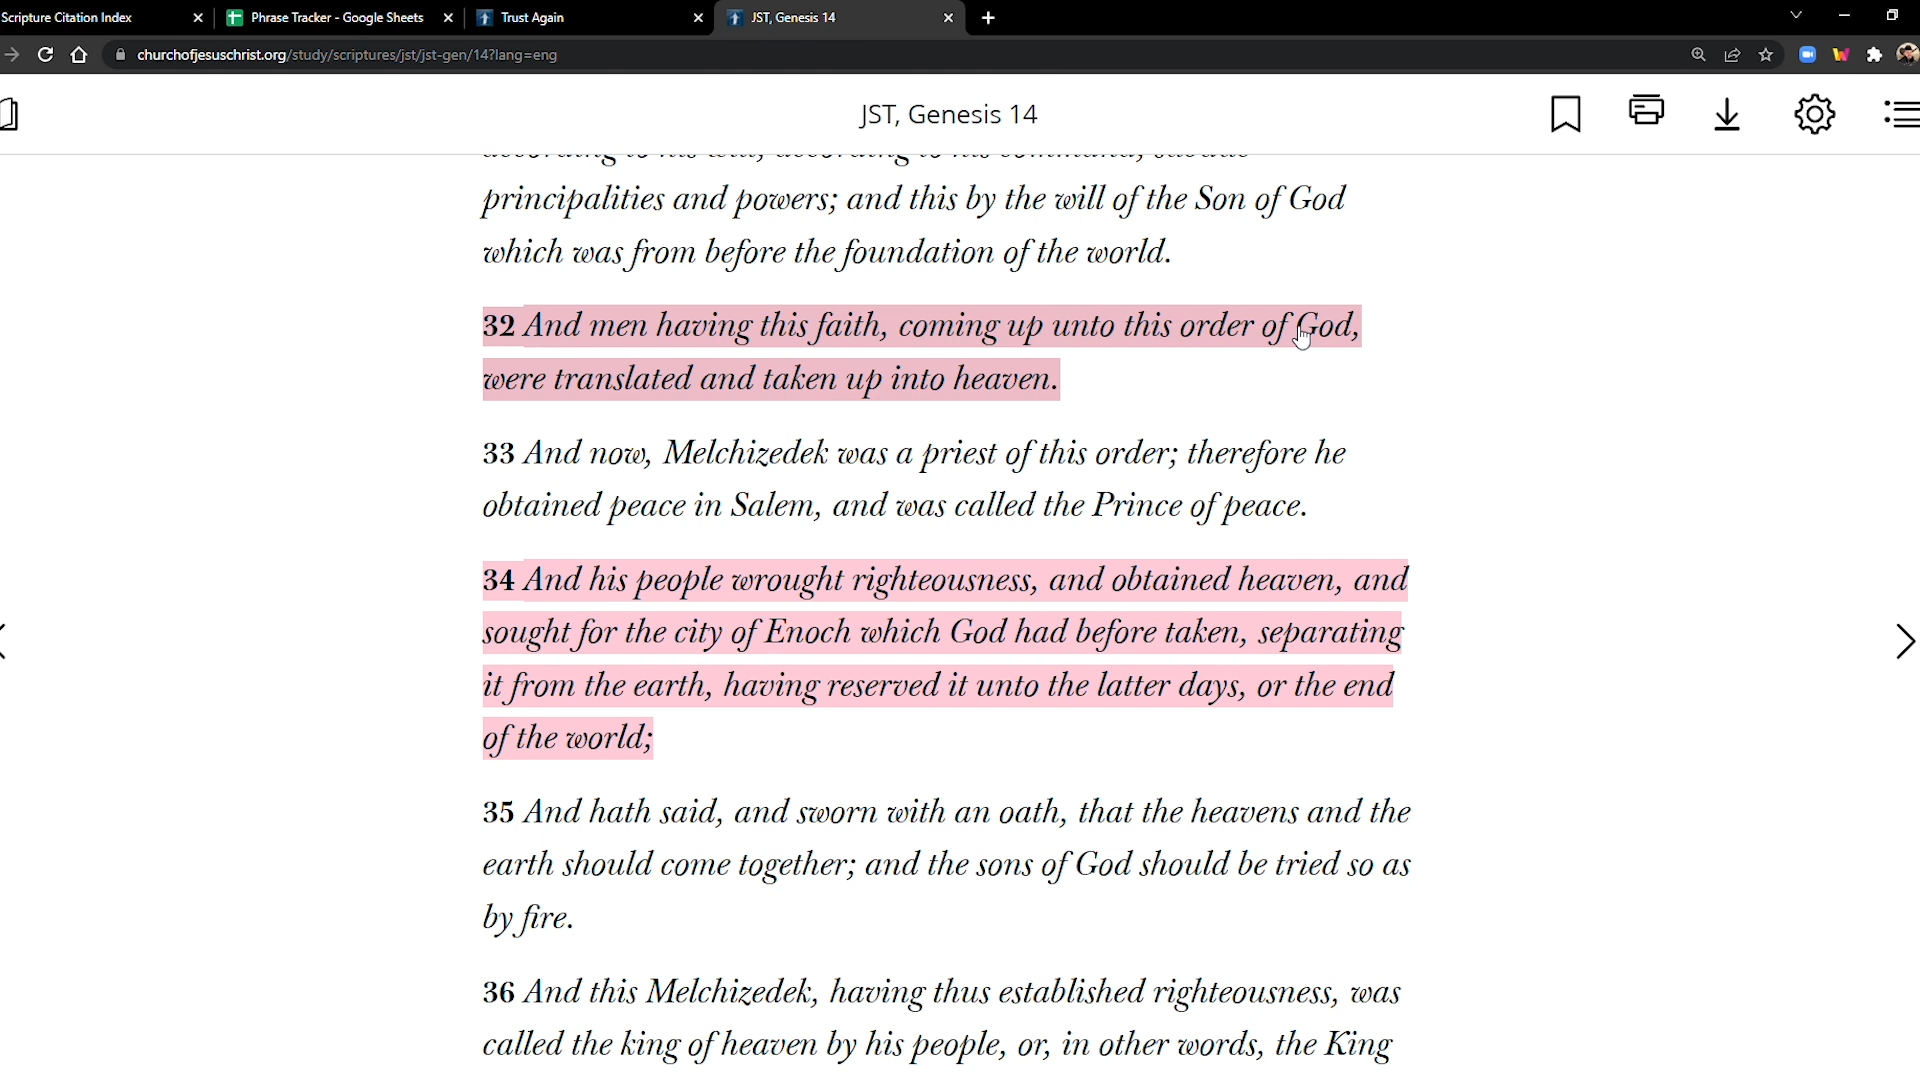 Scripture Citation Index
Phrase Tracker - Google Sheets
Trust Again
JST, Genesis 14
churchofjesuschrist.org/study/scriptures/jst/jst-gen/14?lang=eng
JST, Genesis 14
according to his will, according to his command, subdue
principalities and powers; and this by the will of the Son of God
which was from before the foundation of the world.
32 And men having this faith, coming up unto this order of God,
were translated and taken up into heaven.
33 And now, Melchizedek was a priest of this order; therefore he
obtained peace in Salem, and was called the Prince of peace.
34 And his people wrought righteousness, and obtained heaven, and
sought for the city of Enoch which God had before taken, separating
it from the earth, having reserved it unto the latter days, or the end
of the world;
35 And hath said, and sworn with an oath, that the heavens and the
earth should come together; and the sons of God should be tried so as
by fire.
36 And this Melchizedek, having thus established righteousness, was
called the king of heaven by his people, or, in other words, the King